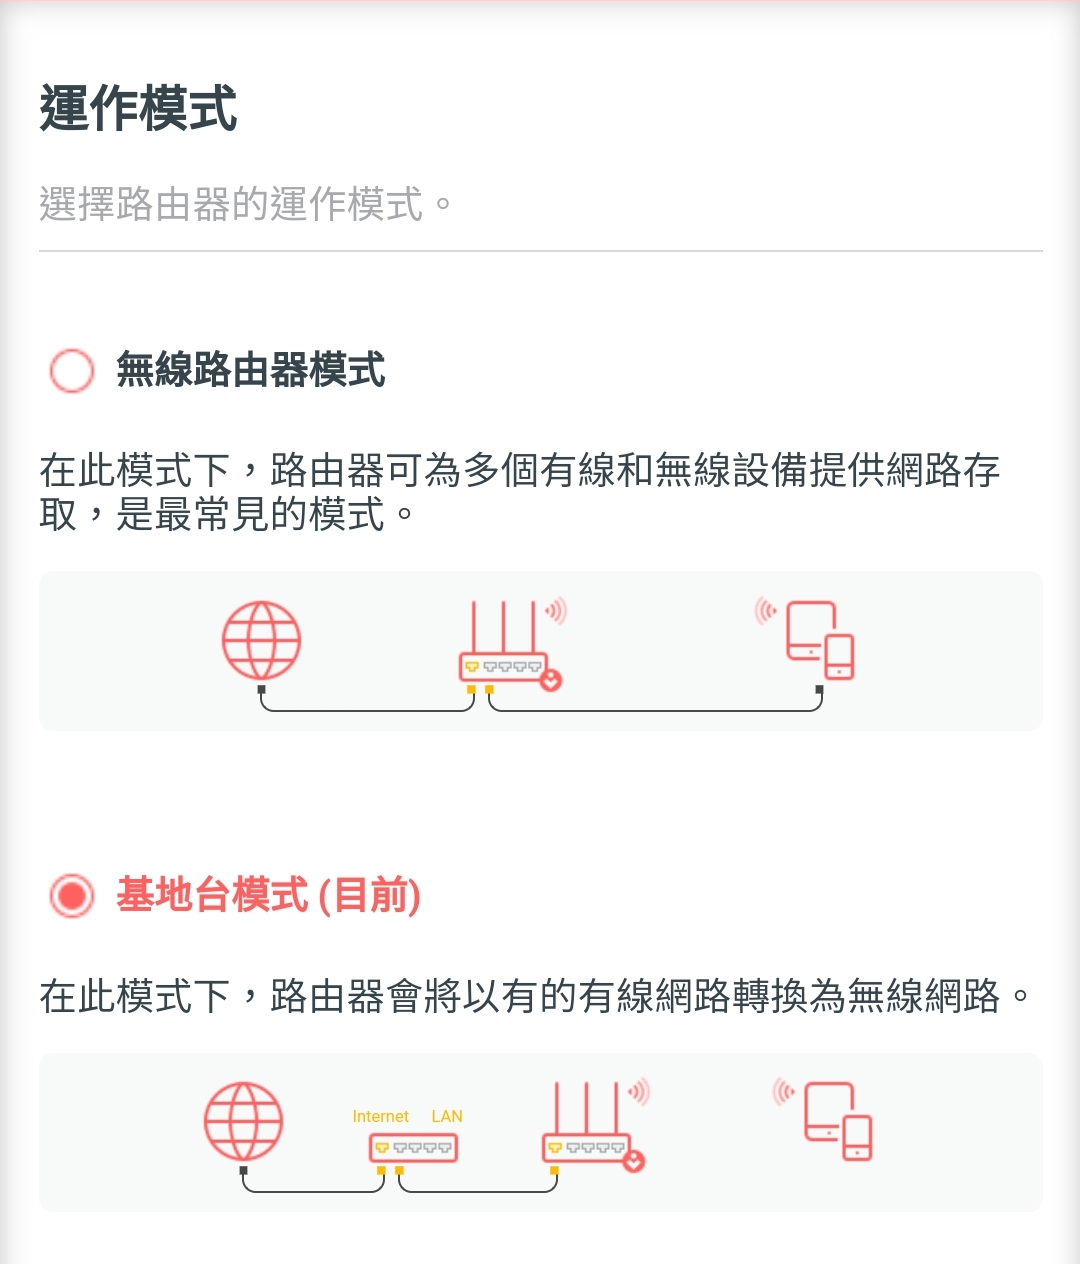 運作模式
選擇路由器的運作模式。
無線路由器模式
在此模式下，路由器可為多個有線和無線設備提供網路存
取，是最常見的模式。
基地台模式 (目前)
在此模式下，路由器會將以有的有線網路轉換為無線網路。
Internet LAN